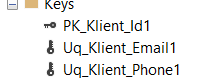 Keys
PK_Klient_Id1
Uq_Klient_Email1
Uq_Klient_Phone1